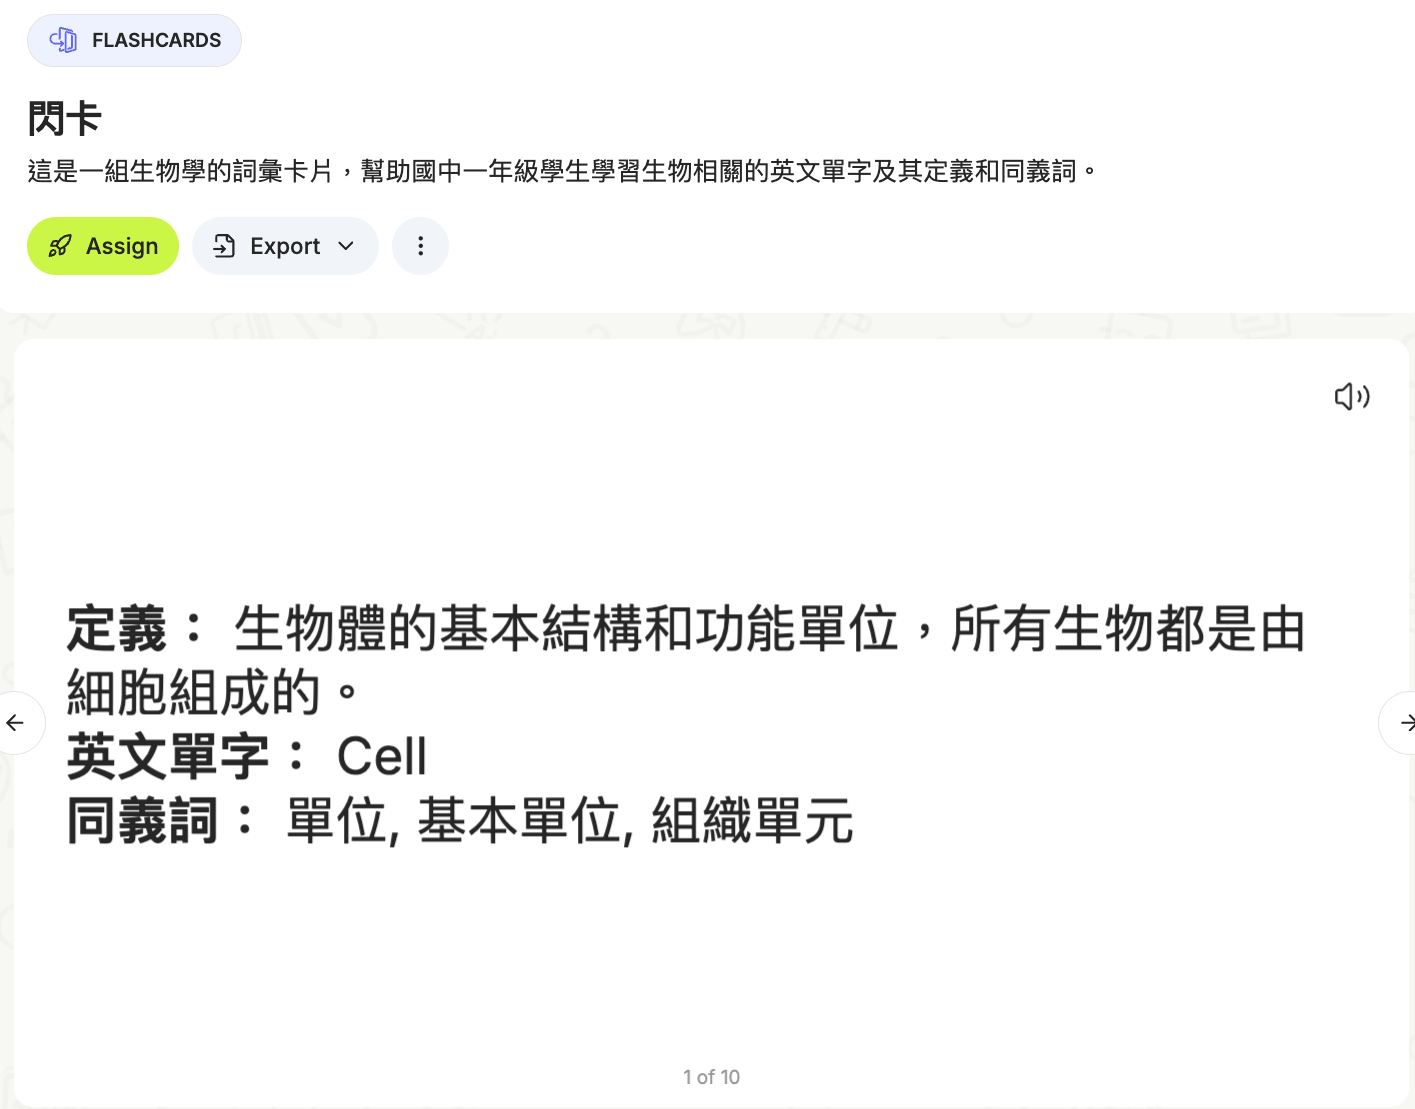 FLASHCARDS
閃卡
這是一組生物學的詞彙卡片，幫助國中一年級學生學習生物相關的英文單字及其定義和同義詞。
Assign
Export
定義： 生物體的基本結構和功能單位，所有生物都是由
細胞組成的。
英文單字： Cell
同義詞： 單位, 基本單位, 組織單元
1 of 10